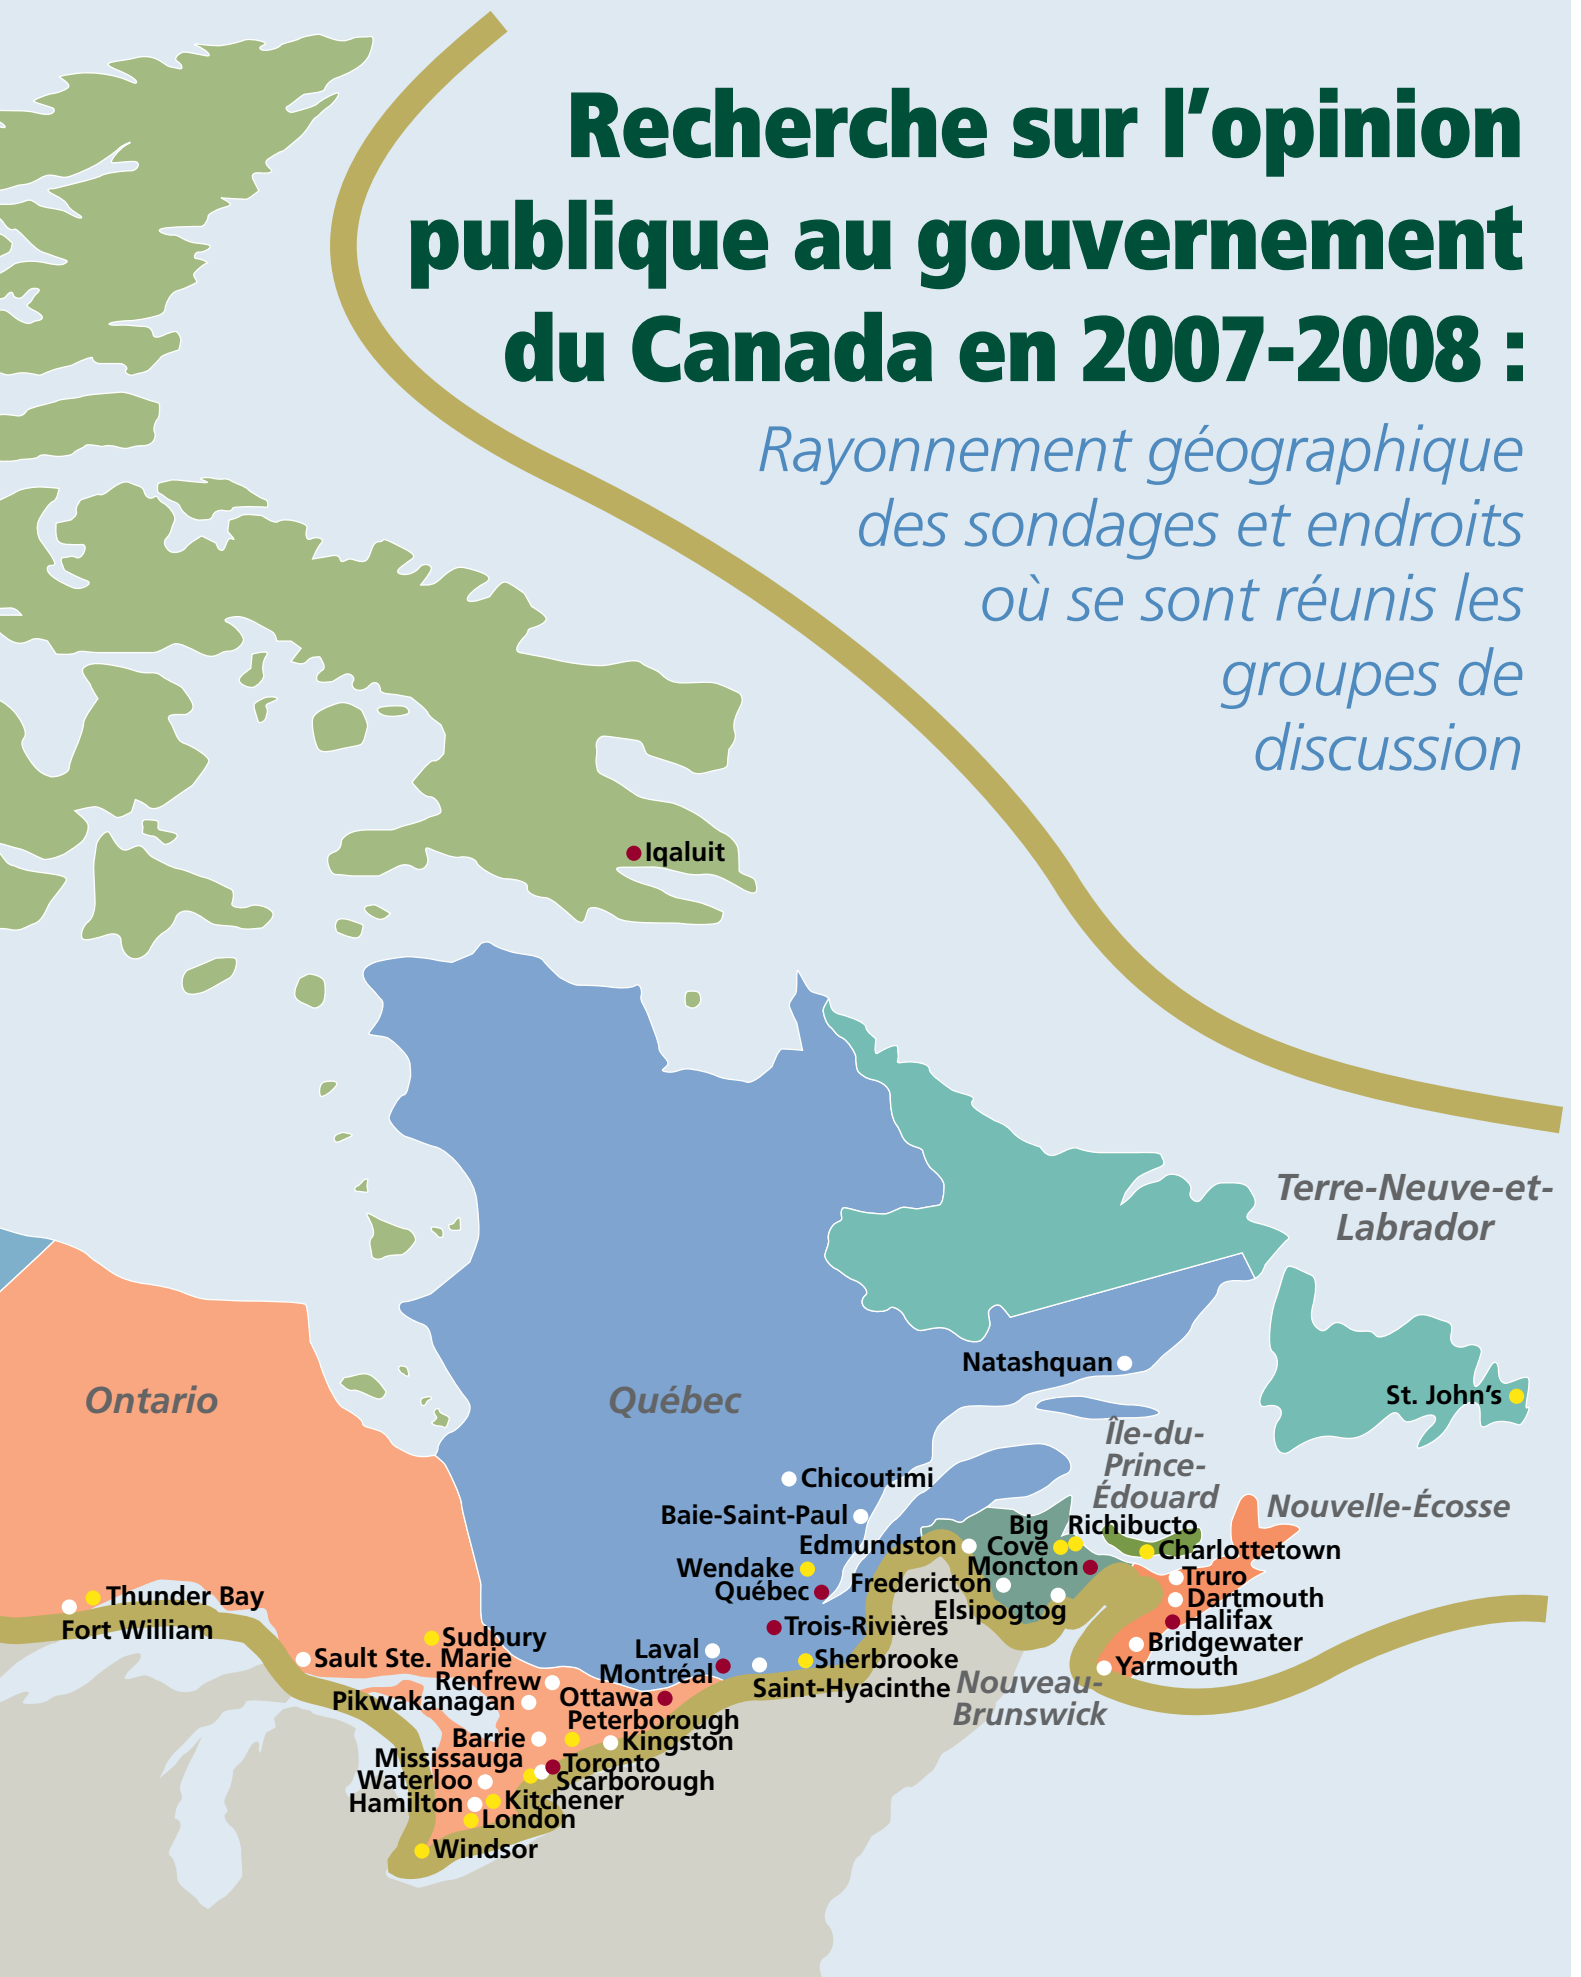 Recherche sur l’opinion
publique au gouvernement
du Canada en 2007-2008 :
Rayonnement géographique
des sondages et endroits
où se sont réunis les
groupes de
discussion
Iqaluit
Terre-Neuve-et-
Labrador
Natashquan
St. John’s
Ontario
Québec
Île-du-
Prince-
Édouard
Nouvelle-Écosse
Chicoutimi
Baie-Saint-Paul
Big
Cove
Richibucto
Edmundston
Charlottetown
Moncton
Wendake
Québec
Fredericton
Truro
Dartmouth
Elsipogtog
Halifax
Thunder Bay
Fort William
Trois-Rivières
Sudbury
Sault Ste. Marie
Laval
Montréal
Sherbrooke
Saint-Hyacinthe
Bridgewater
Yarmouth
Nouveau-
Brunswick
Renfrew
Pikwakanagan
Ottawa
Peterborough
Barrie
Kingston
Mississauga
Toronto
Waterloo
Scarborough
Hamilton
Kitchener
London
Windsor